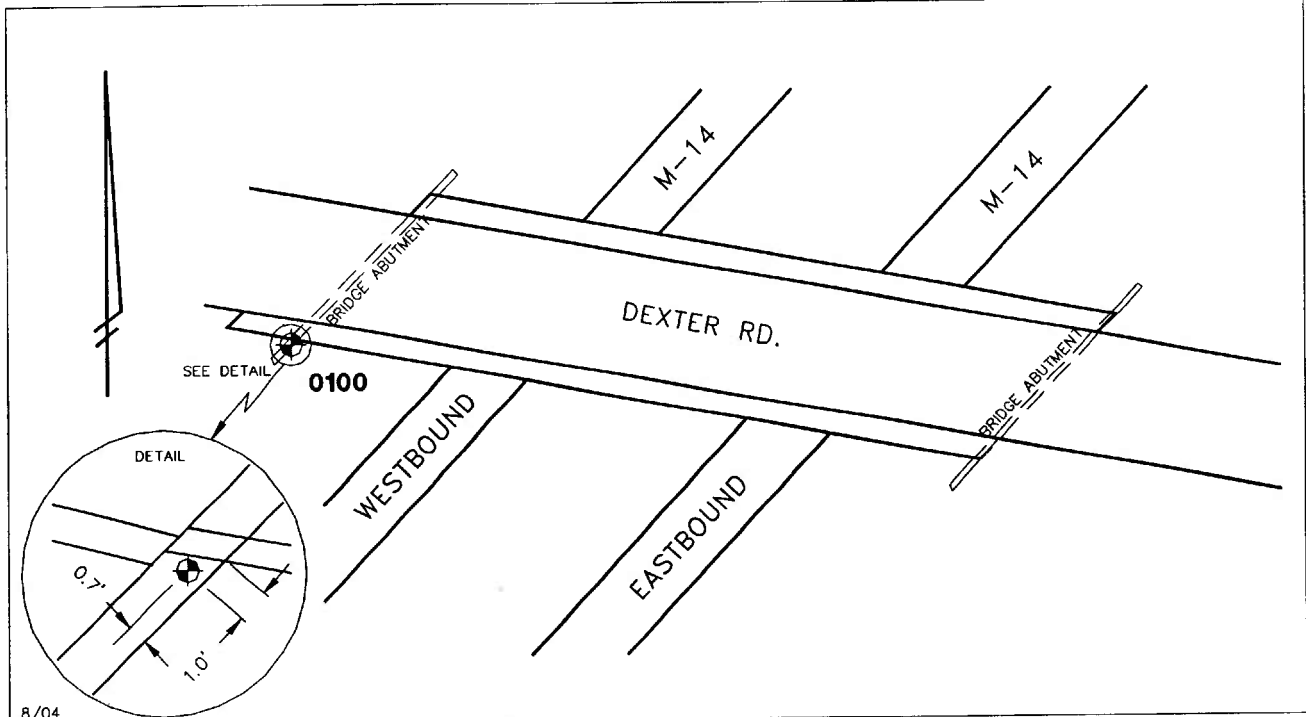 M-14
M-14
BRIDGE ABUTMENT
DEXTER RD.
BRIDGE ABUTMENT
SEE DETAIL
0100
WESTBOUND
EASTBOUND
DETAIL
0.7'
1.0'
8/04